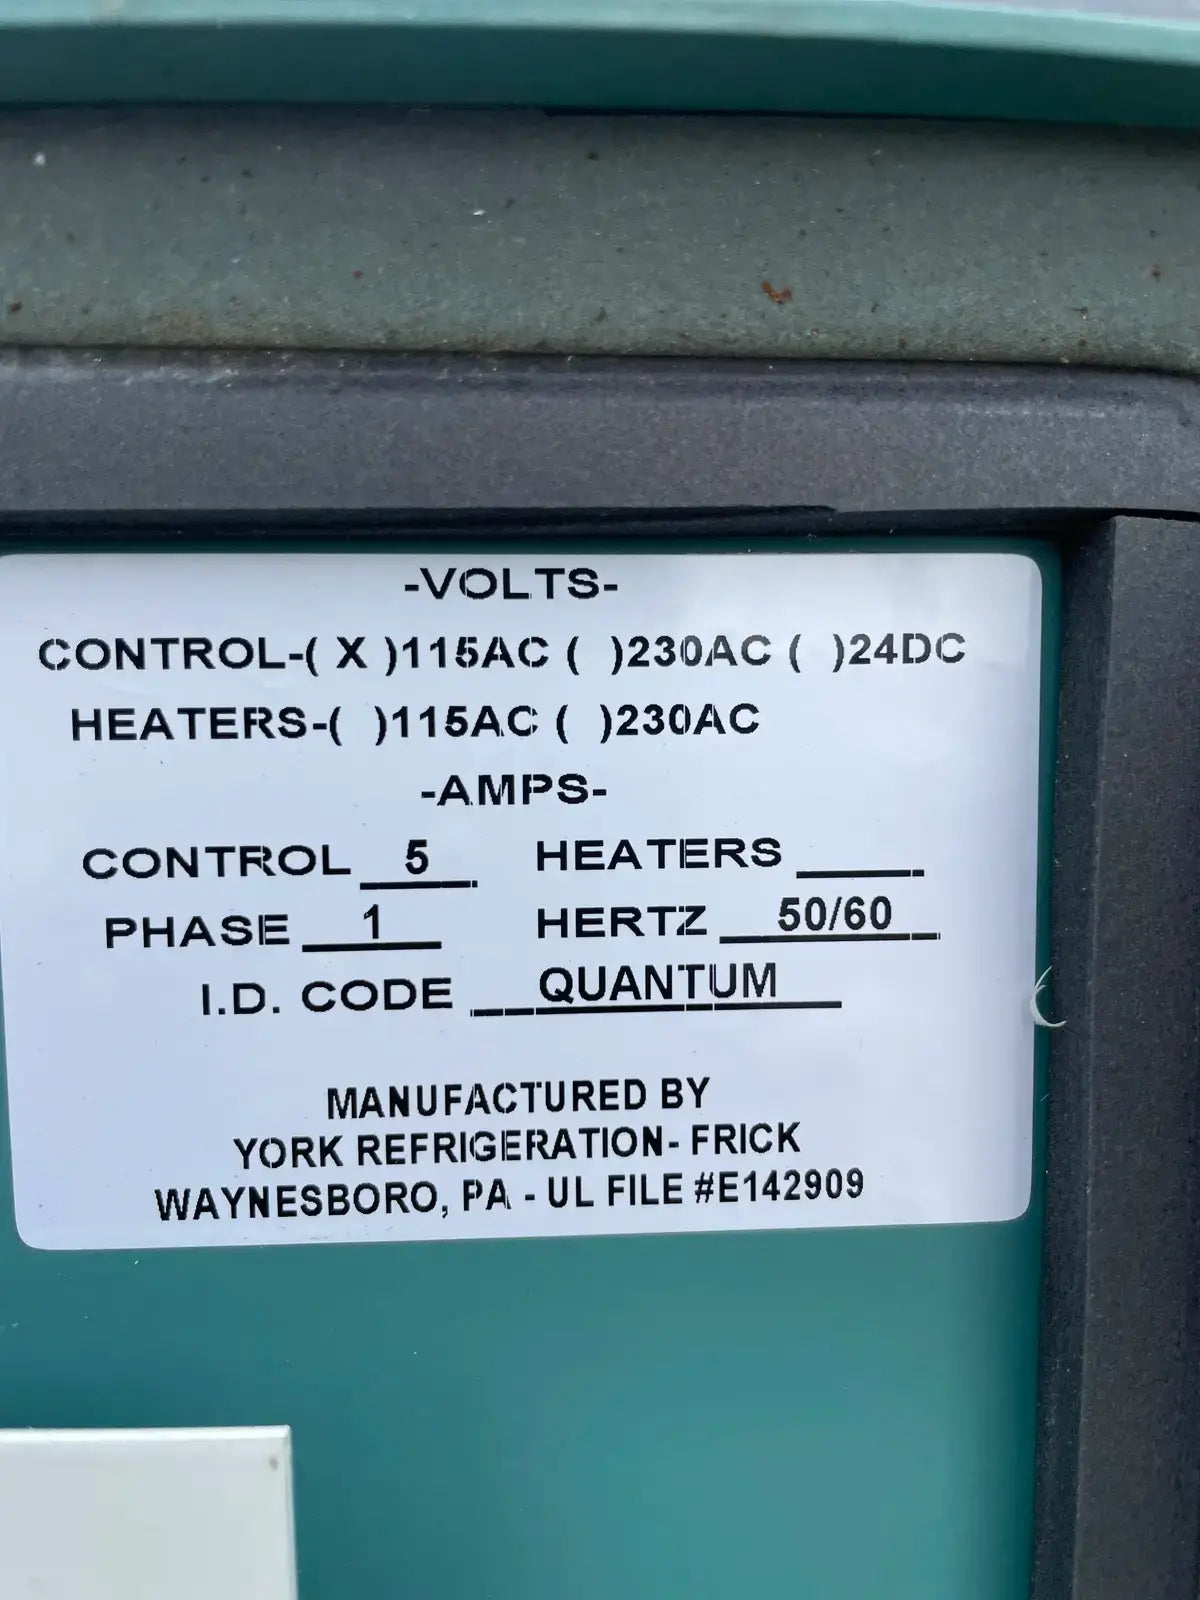 -VOLTS-
CONTROL-( X )115AC ( )230AC ( )24DC
HEATERS-( )115AC ( )230AC
-AMPS-
CONTROL 5 HEATERS ____
PHASE 1 HERTZ 50/60
I.D. CODE QUANTUM
MANUFACTURED BY
YORK REFRIGERATION- FRICK
WAYNESBORO, PA - UL FILE #E142909